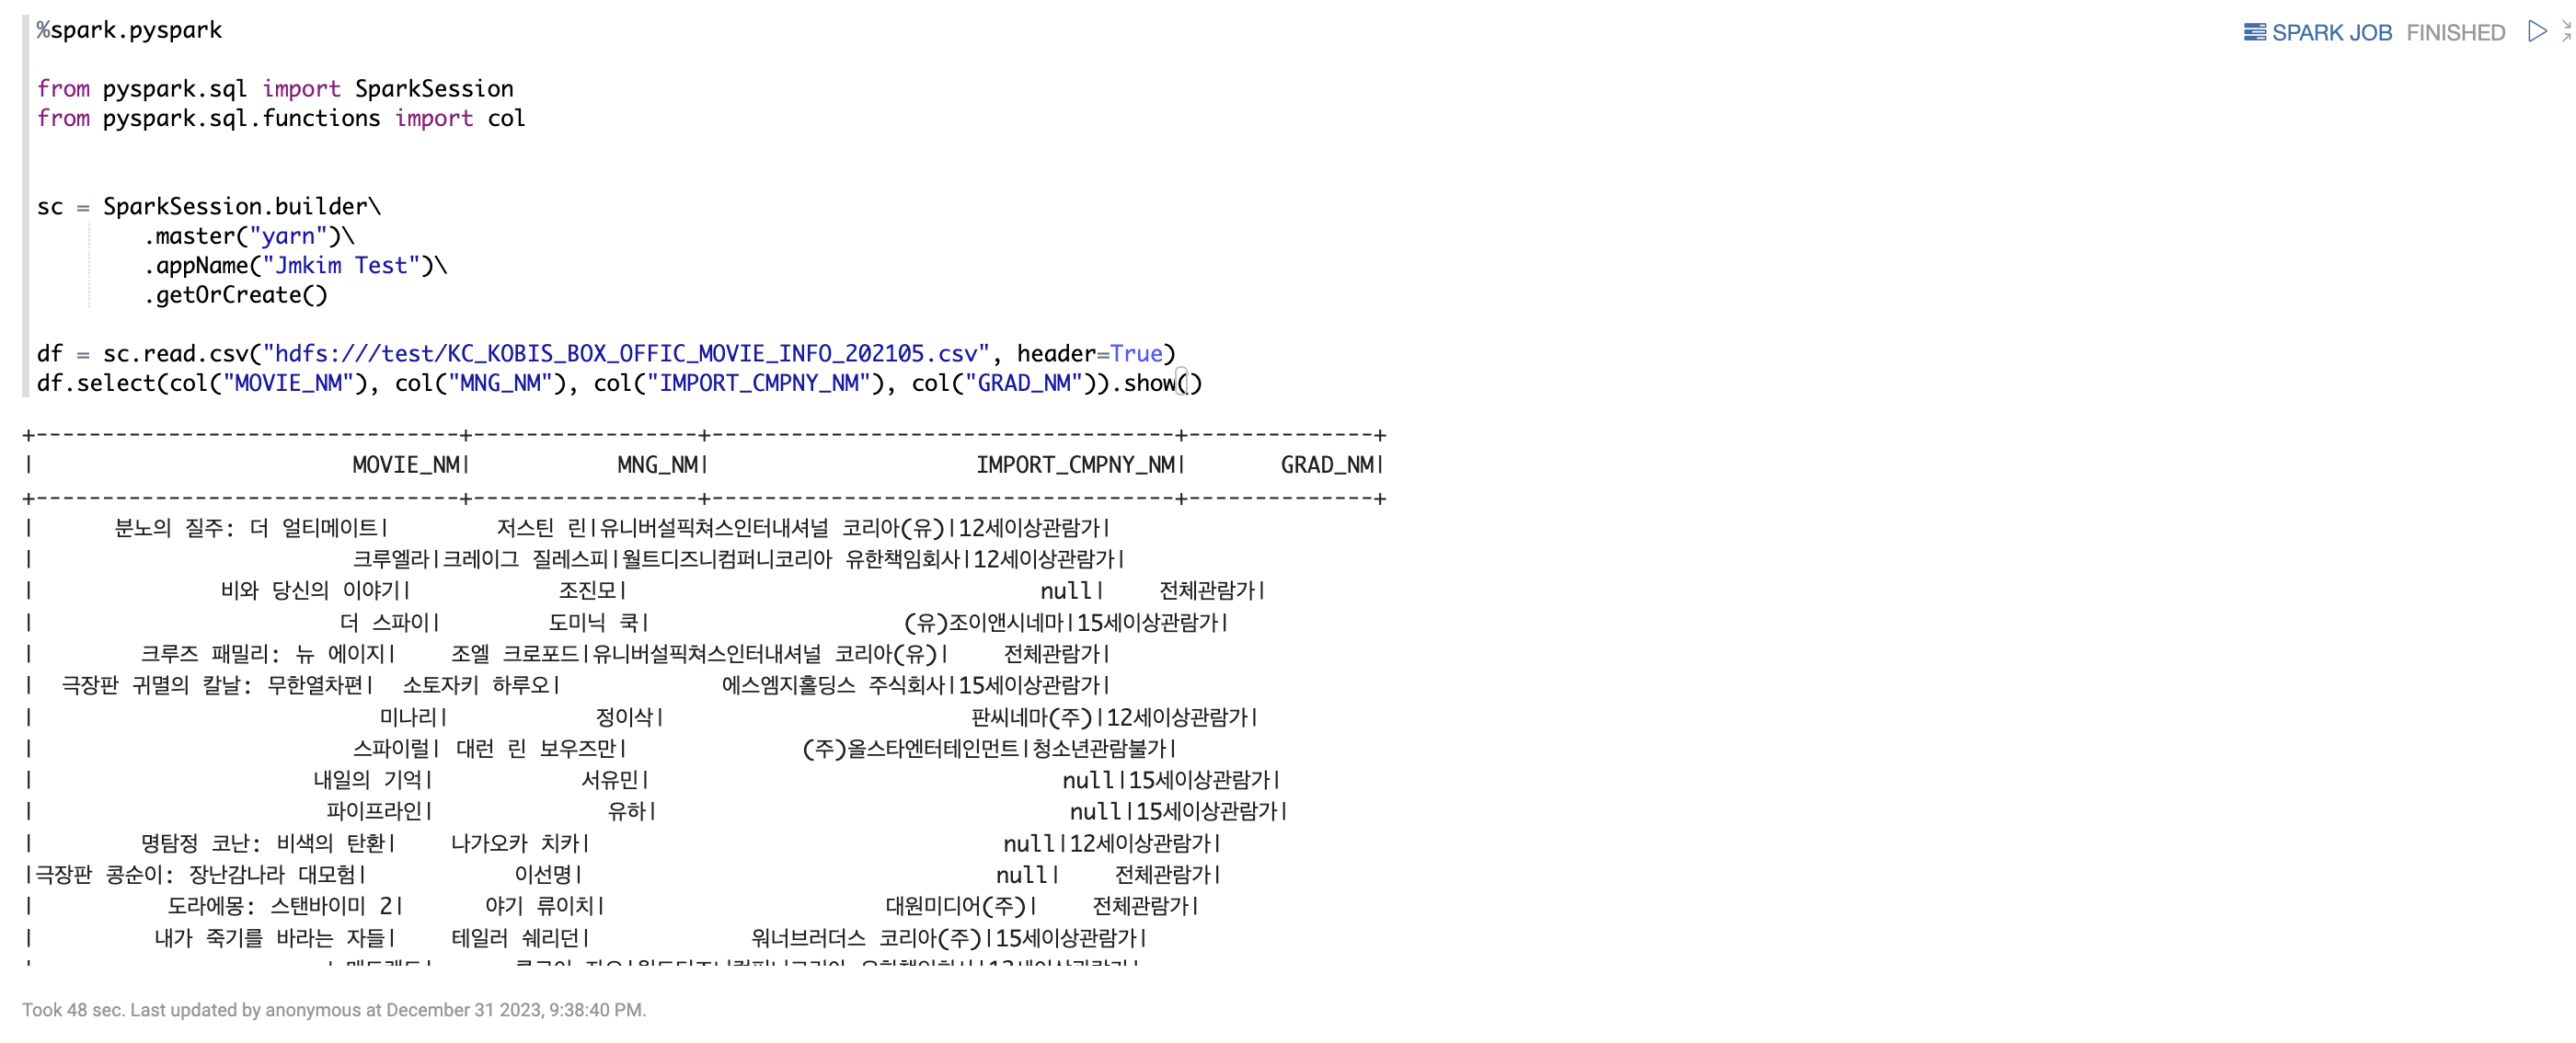 %spark.pyspark
SPARK JOB FINISHED
from pyspark.sql import SparkSession
from pyspark.sql.functions import col
sc = SparkSession.builder\
.master("yarn")\
.appName("Jmkim Test")\
.getOrCreate()
df = sc.read.csv("hdfs:///test/KC_KOBIS_BOX_OFFIC_MOVIE_INFO_202105.csv", header=True)
df.select(col("MOVIE_NM"), col("MNG_NM"), col("IMPORT_CMPNY_NM"), col("GRAD_NM")).show()
+--------------------------------+-----------------+-----------------------------------+--------------+
| MOVIE_NM| MNG_NM| IMPORT_CMPNY_NM| GRAD_NM|
+--------------------------------+-----------------+-----------------------------------+--------------+
| 분노의 질주: 더 얼티메이트| 저스틴 린|유니버설픽쳐스인터내셔널 코리아(유)|12세이상관람가|
| 크루엘라|크레이그 질레스피|월트디즈니컴퍼니코리아 유한책임회사|12세이상관람가|
| 비와 당신의 이야기| 조진모| null| 전체관람가|
| 더 스파이| 도미닉 쿡| (유)조이앤시네마|15세이상관람가|
| 크루즈 패밀리: 뉴 에이지| 조엘 크로포드|유니버설픽쳐스인터내셔널 코리아(유)| 전체관람가|
| 극장판 귀멸의 칼날: 무한열차편| 소토자키 하루오| 에스엠지홀딩스 주식회사|15세이상관람가|
| 미나리| 정이삭| 판씨네마(주)|12세이상관람가|
| 스파이럴| 대런 린 보우즈만| (주)올스타엔터테인먼트|청소년관람불가|
| 내일의 기억| 서유민| null|15세이상관람가|
| 파이프라인| 유하| null|15세이상관람가|
| 명탐정 코난: 비색의 탄환| 나가오카 치카| null|12세이상관람가|
|극장판 콩순이: 장난감나라 대모험| 이선명| null| 전체관람가|
| 도라에몽: 스탠바이미 2| 야기 류이치| 대원미디어(주)| 전체관람가|
| 내가 죽기를 바라는 자들| 테일러 쉐리던| 워너브러더스 코리아(주)|15세이상관람가|
Took 48 sec. Last updated by anonymous at December 31 2023, 9:38:40 PM.